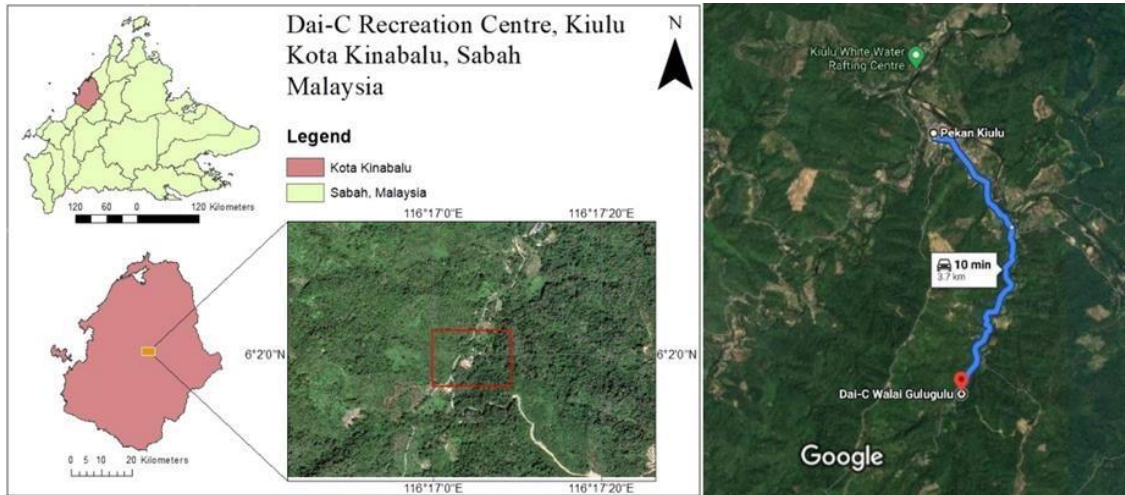 Dai-C Recreation Centre, Kiulu
Kota Kinabalu, Sabah
Malaysia
N
Legend
Kota Kinabalu
Sabah, Malaysia
120 60 0 120 Kilometers
116°17'0"E 116°17'20"E
6°2'0"N 6°2'0"N
0 5 10 20 Kilometers
116°17'0"E 116°17'20"E
Kiulu White Water
Rafting Centre
Pekan Kiulu
10 min
3.7 km
Dai-C Walai Gulugulu
Google